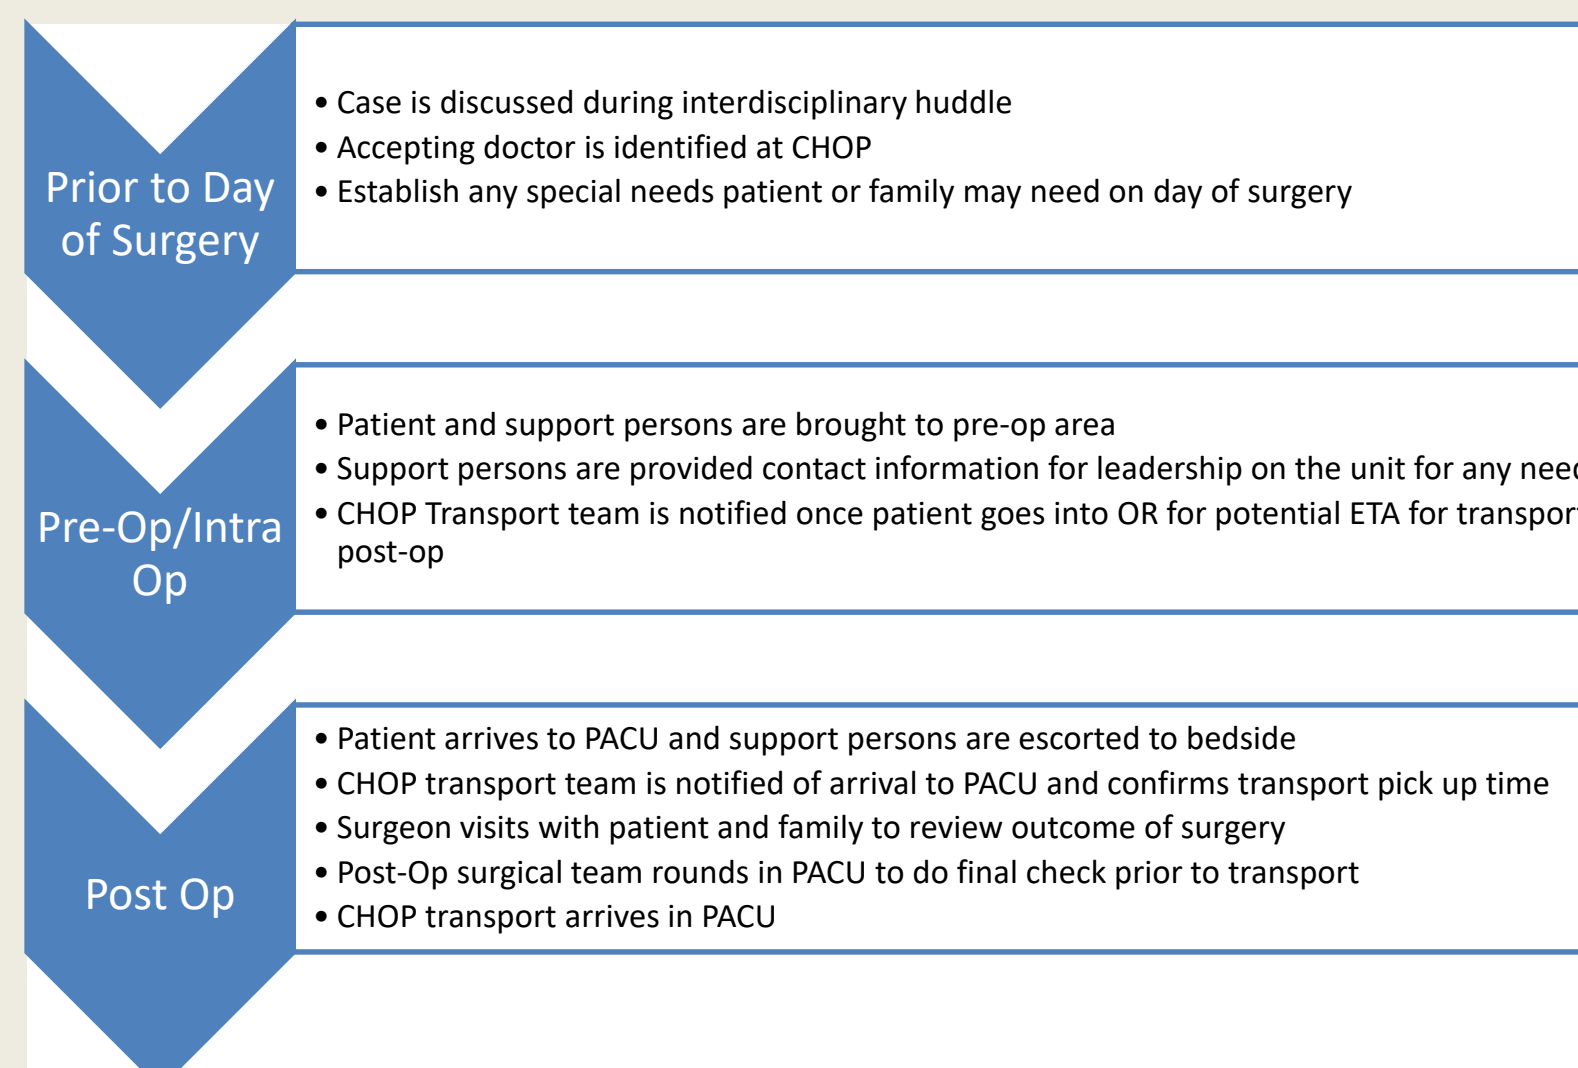 Prior to Day
of Surgery
• Case is discussed during interdisciplinary huddle
• Accepting doctor is identified at CHOP
• Establish any special needs patient or family may need on day of surgery
Pre-Op/Intra
Op
• Patient and support persons are brought to pre-op area
• Support persons are provided contact information for leadership on the unit for any
• CHOP Transport team is notified once patient goes into OR for potential ETA for transport
post-op
Post Op
• Patient arrives to PACU and support persons are escorted to bedside
• CHOP transport team is notified of arrival to PACU and confirms transport pick up time
• Surgeon visits with patient and family to review outcome of surgery
• Post-Op surgical team rounds in PACU to do final check prior to transport
• CHOP transport arrives in PACU